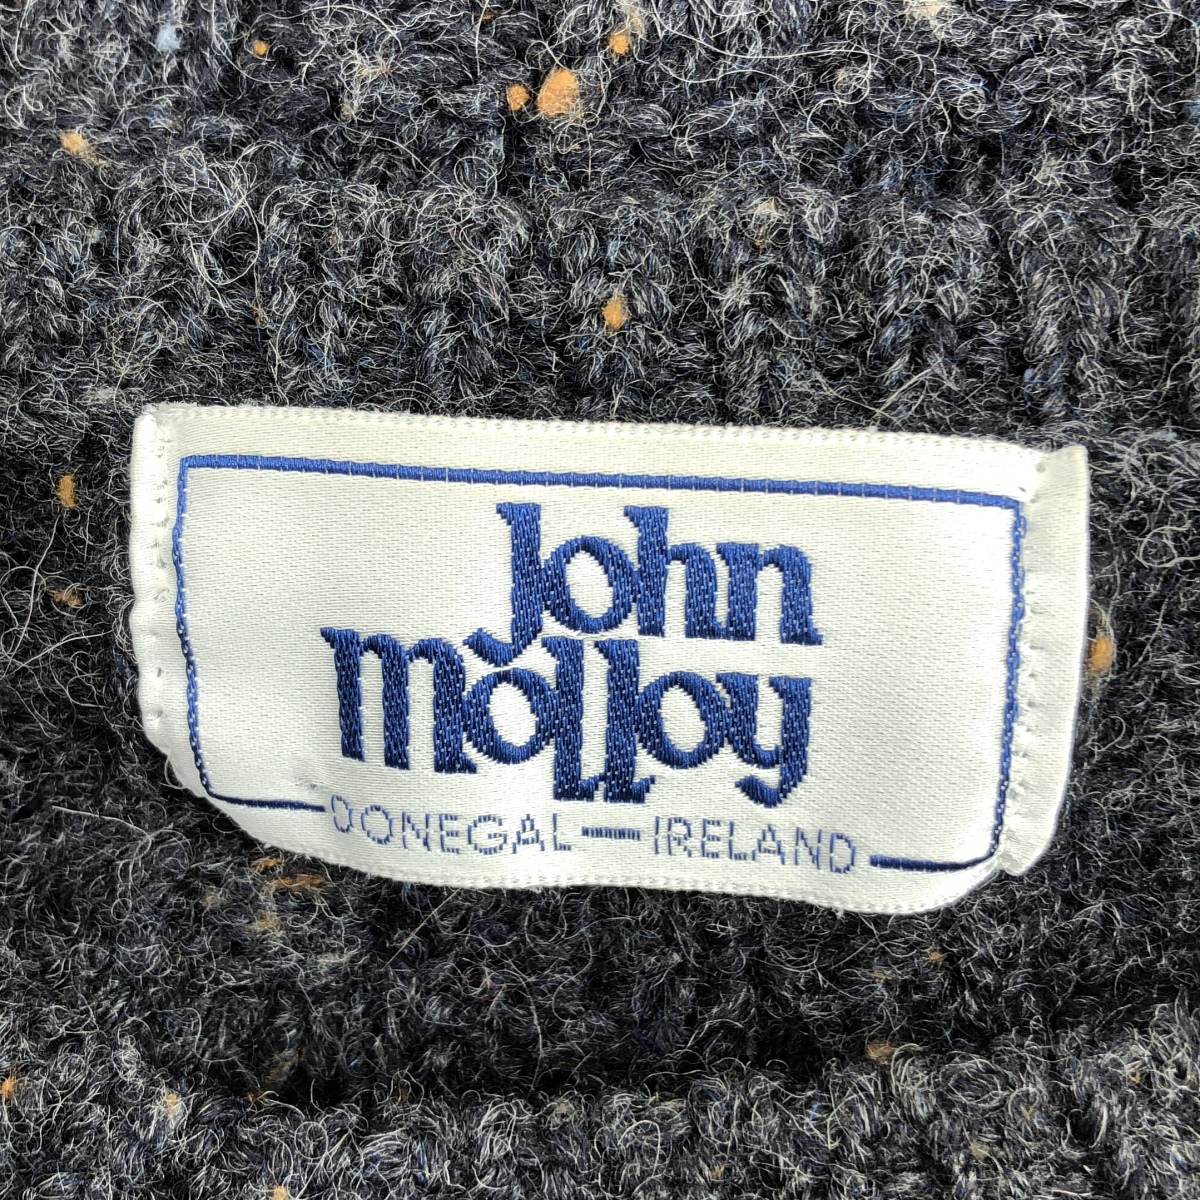 John
molloy
DONEGAL — IRELAND